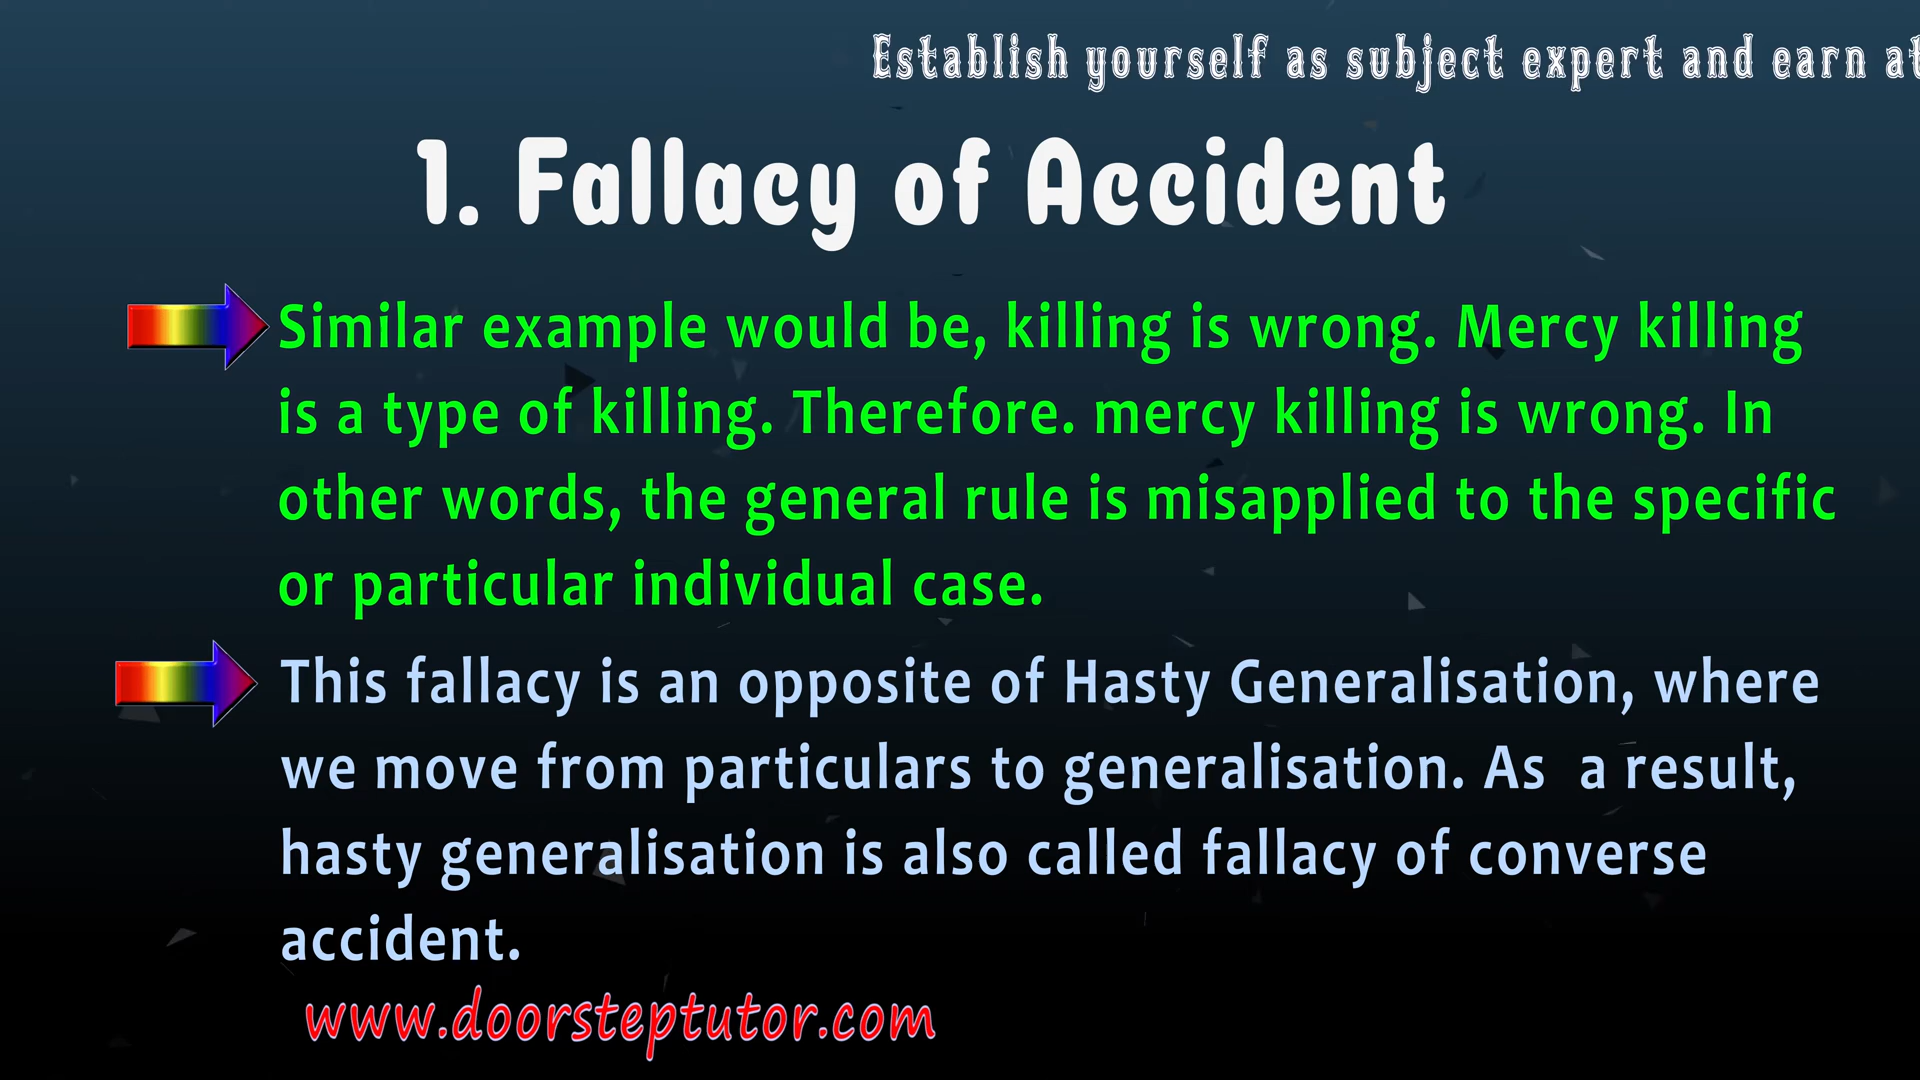 Establish yourself as subject expert and earn at
1. Fallacy of Accident
Similar example would be, killing is wrong. Mercy killing
is a type of killing. Therefore. mercy killing is wrong. In
other words, the general rule is misapplied to the specific
or particular individual case.
This fallacy is an opposite of Hasty Generalisation, where
we move from particulars to generalisation. As  a result,
hasty generalisation is also called fallacy of converse
accident.
www.doorsteptutor.com